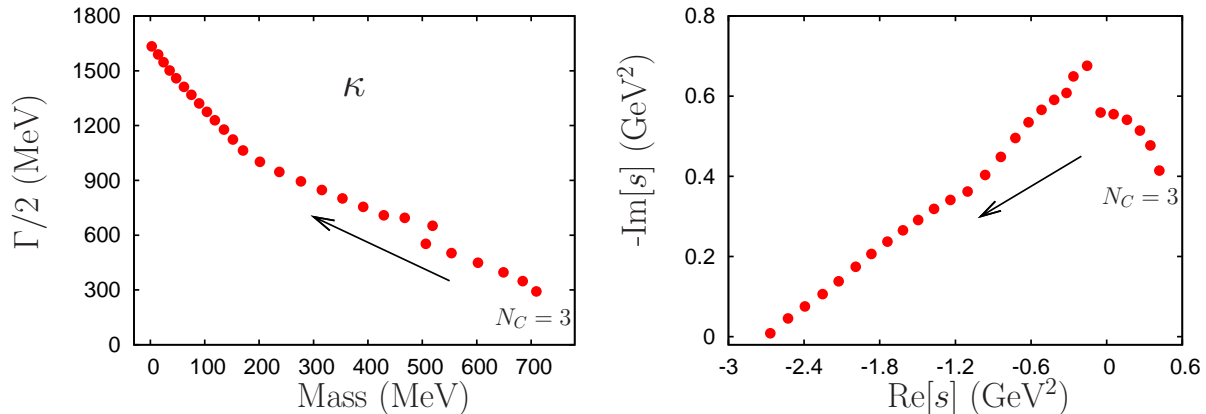 1800
1500
1200
900
600
300
0
Γ/2 (MeV)
κ
N_C = 3
0 100 200 300 400 500 600 700
Mass (MeV)
0.8
0.6
0.4
0.2
0
-Im[s] (GeV²)
N_C = 3
-3 -2.4 -1.8 -1.2 -0.6 0 0.6
Re[s] (GeV²)